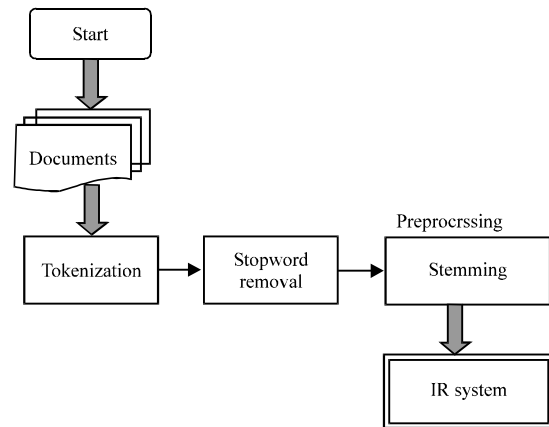 Start
Documents
Preprocrssing
Tokenization
Stopword
removal
Stemming
IR system